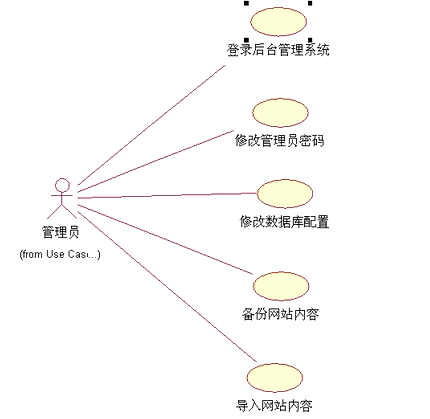 登录后台管理系统
修改管理员密码
修改数据库配置
管理员
(from Use Cas...)
备份网站内容
导入网站内容